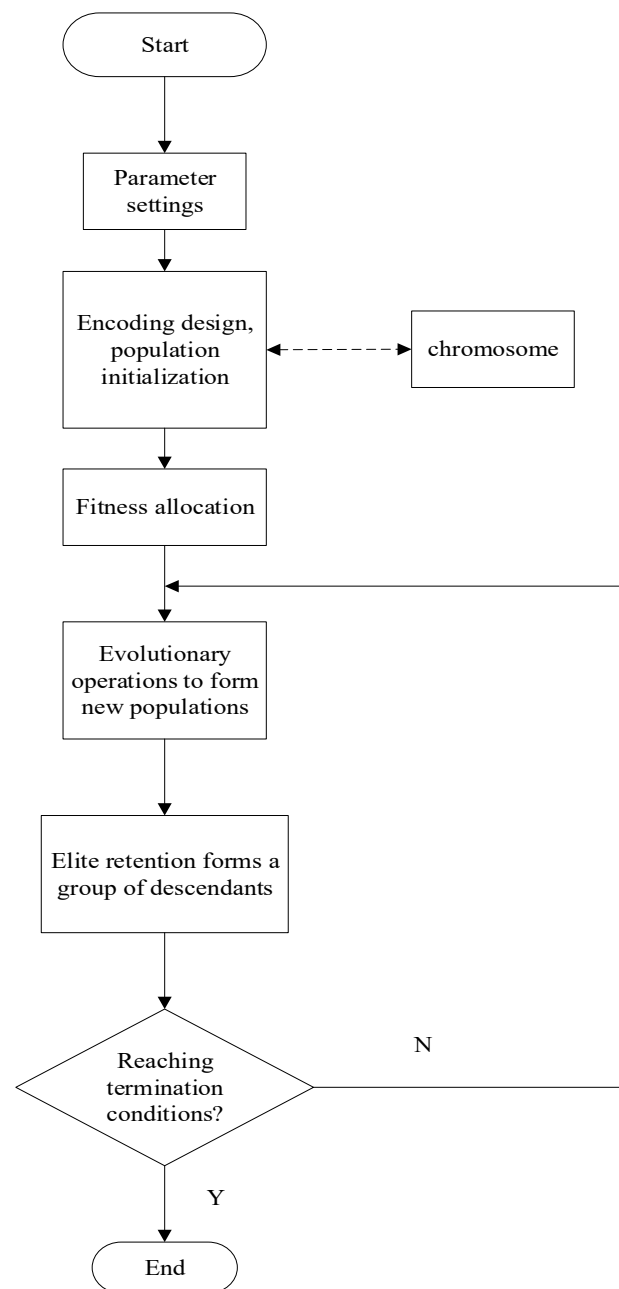 Start
Parameter
settings
Encoding design,
population
initialization
chromosome
Fitness allocation
Evolutionary
operations to form
new populations
Elite retention forms a
group of descendants
Reaching
termination
conditions?
N
Y
End